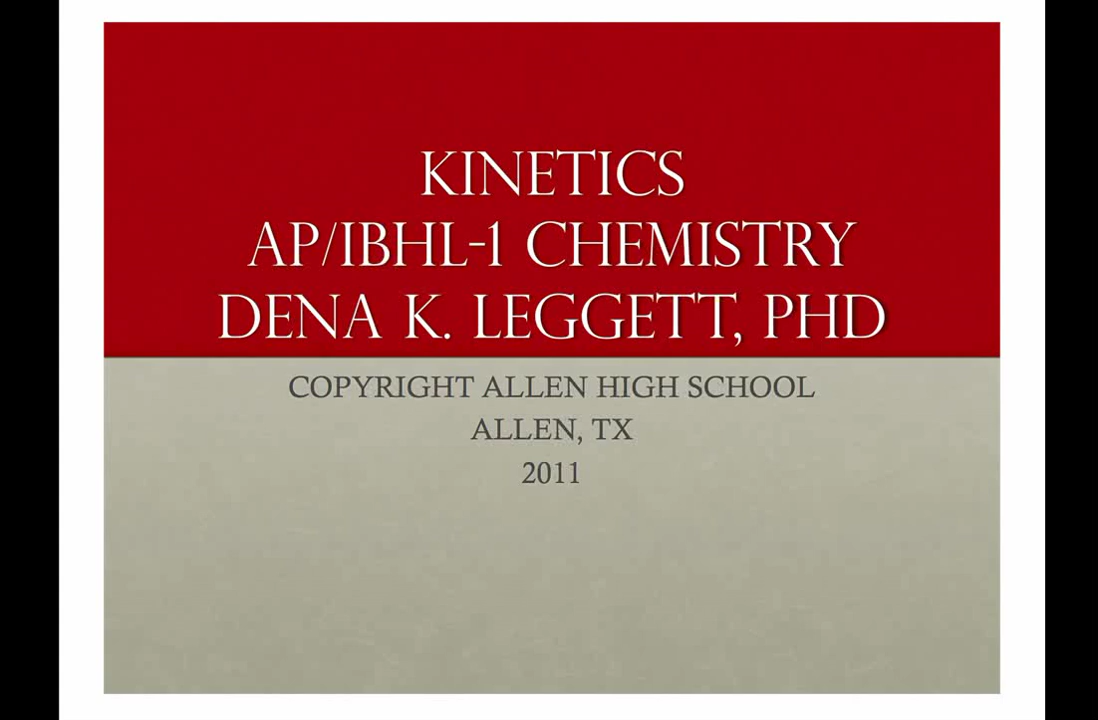 KINETICS
AP/IBHL-1 CHEMISTRY
DENA K. LEGGETT, PHD
COPYRIGHT ALLEN HIGH SCHOOL
ALLEN, TX
2011